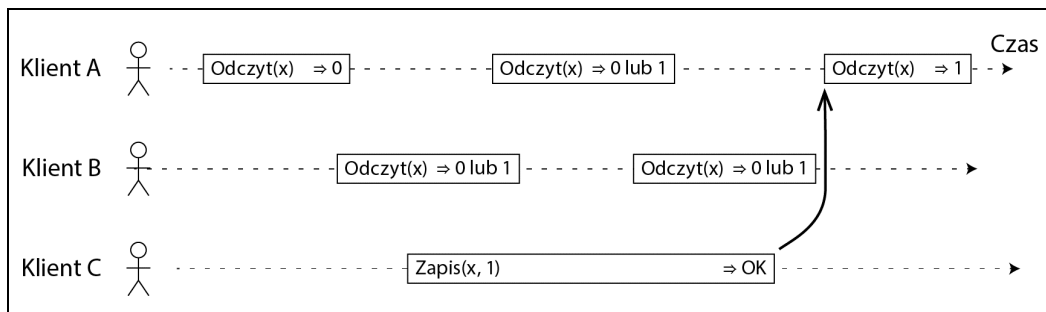 Czas
Klient A Odczyt(x) ⇒ 0 Odczyt(x) ⇒ 0 lub 1 Odczyt(x) ⇒ 1
Klient B Odczyt(x) ⇒ 0 lub 1 Odczyt(x) ⇒ 0 lub 1
Klient C Zapis(x, 1) ⇒ OK